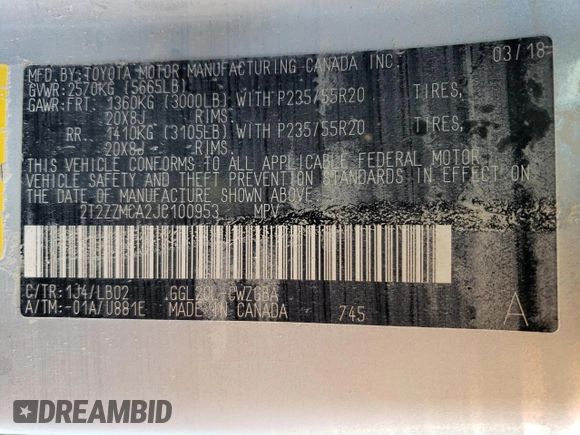 MFD. BY: TOYOTA MOTOR MANUFACTURING CANADA INC. 03/18
GVWR: 2570KG (5665LB)
GAWR: FRT. 1360KG (3000LB) WITH P235/55R20 TIRES,
20X8J RIMS.
RR. 1410KG (3105LB) WITH P235/55R20 TIRES,
20X8J RIMS.
THIS VEHICLE CONFORMS TO ALL APPLICABLE FEDERAL MOTOR
VEHICLE SAFETY AND THEFT PREVENTION STANDARDS IN EFFECT ON
THE DATE OF MANUFACTURE SHOWN ABOVE.
2T2ZZMCA2JC100953 MPV
C/TR: 1J4/LB02
A/TM: -01A/U881E MADE IN CANADA 745 A
DREAMBID